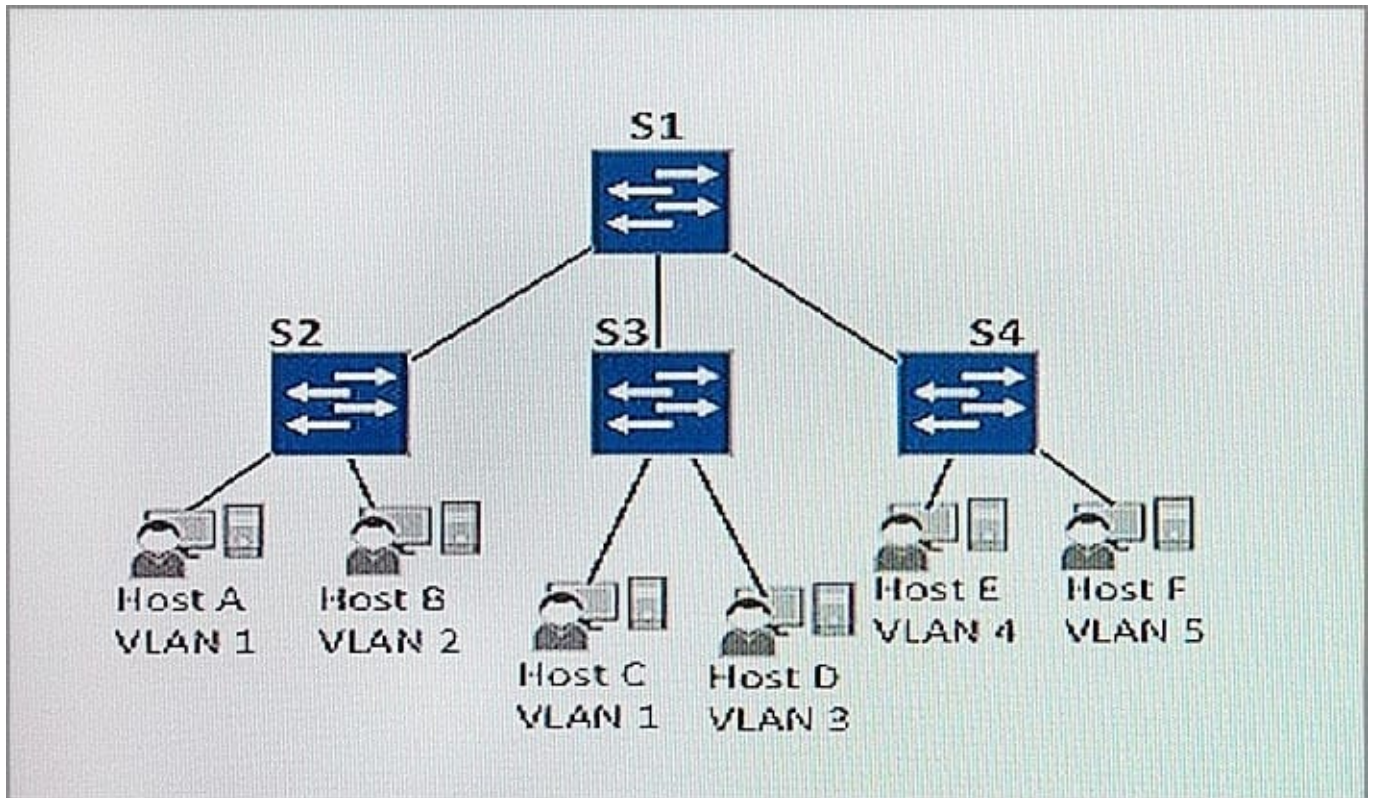 S1
S2
S3
S4
Host A
VLAN 1
Host B
VLAN 2
Host C
VLAN 1
Host D
VLAN 3
Host E
VLAN 4
Host F
VLAN 5